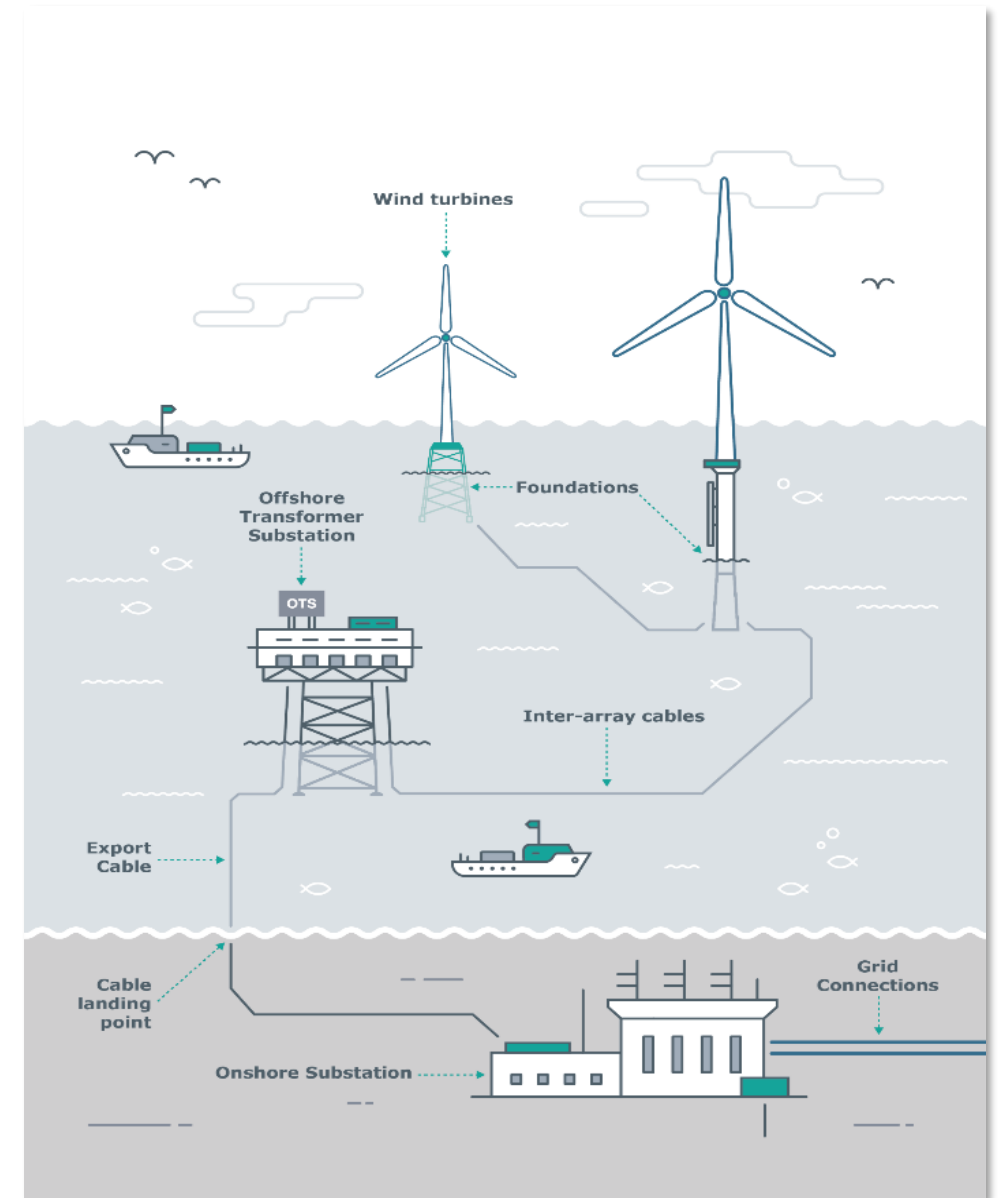 Wind turbines
Foundations
Offshore
Transformer
Substation
OTS
Inter-array cables
Export
Cable
Cable
landing
point
Grid
Connections
Onshore Substation